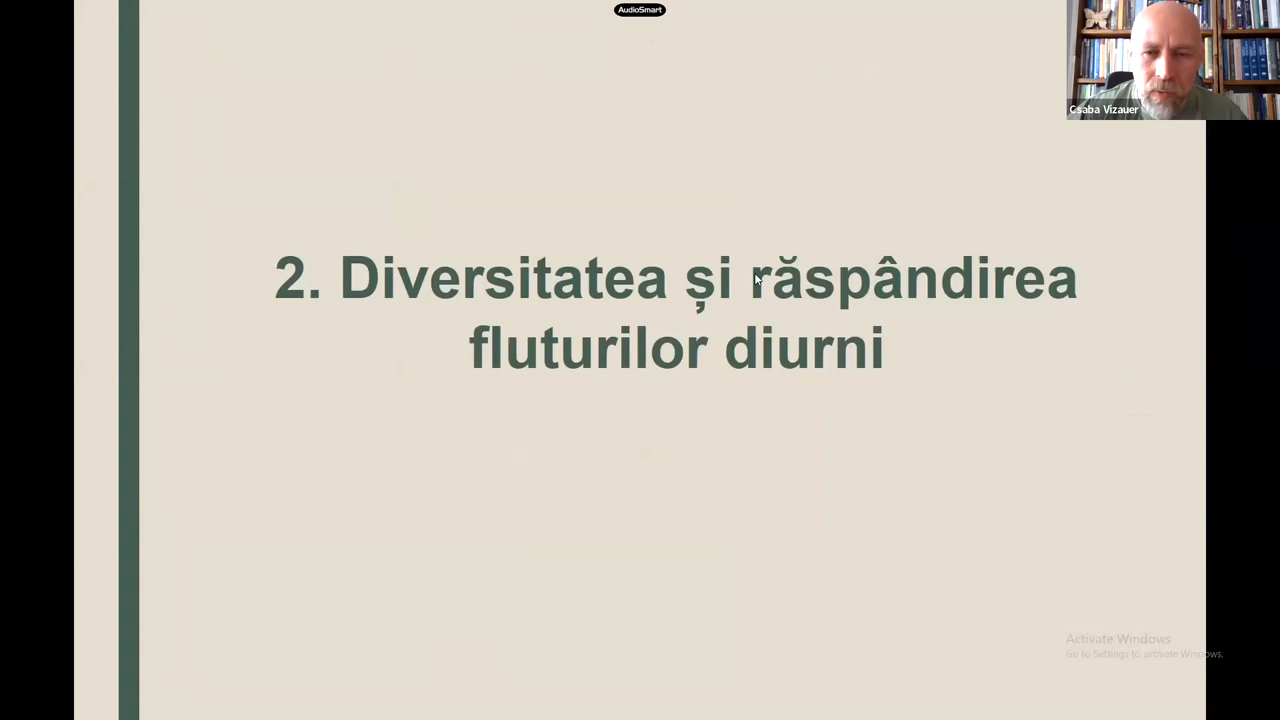 AudioSmart
Csaba Vizauer
2. Diversitatea și răspândirea
fluturilor diurni
Activate Windows
Go to Settings to activate Windows.